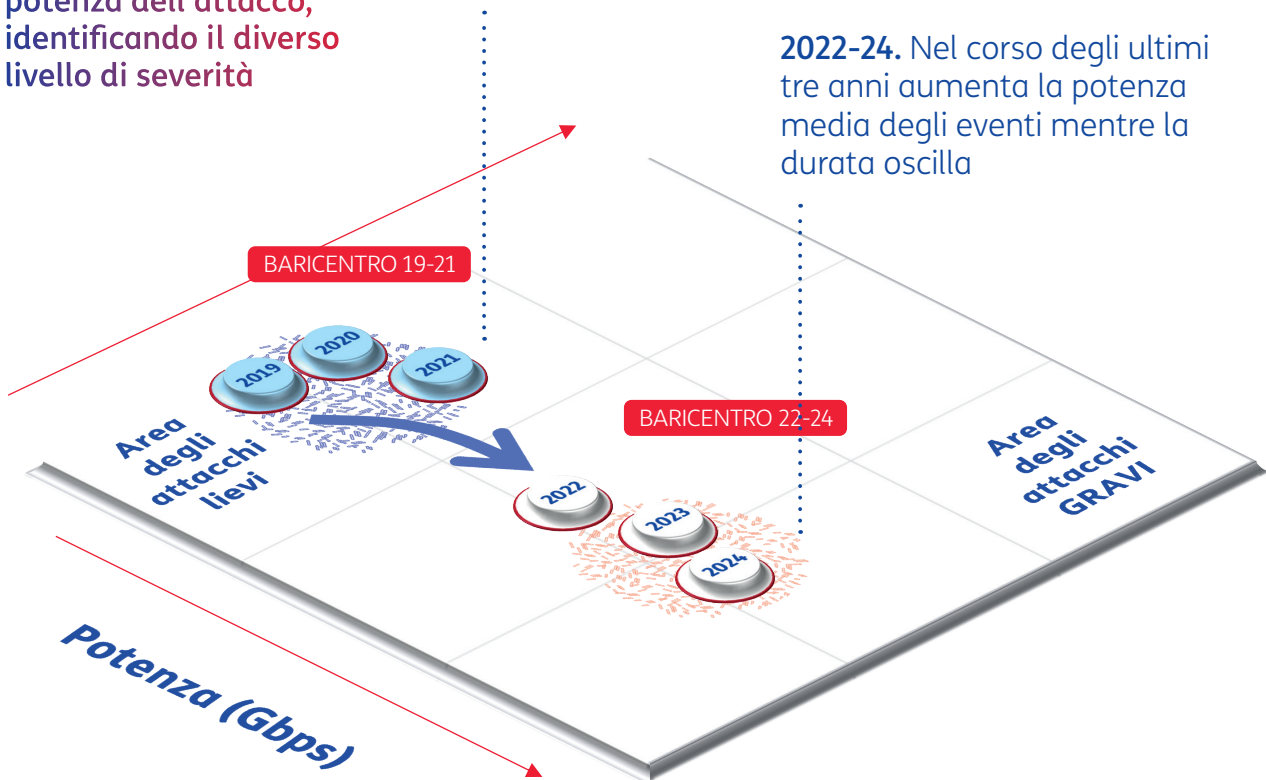 potenza dell'attacco,
identificando il diverso
livello di severità
2022-24. Nel corso degli ultimi
tre anni aumenta la potenza
media degli eventi mentre la
durata oscilla
BARICENTRO 19-21
2019
2020
2021
BARICENTRO 22-24
Area
degli
attacchi
lievi
2022
2023
2024
Area
degli
attacchi
GRAVI
Potenza (Gbps)